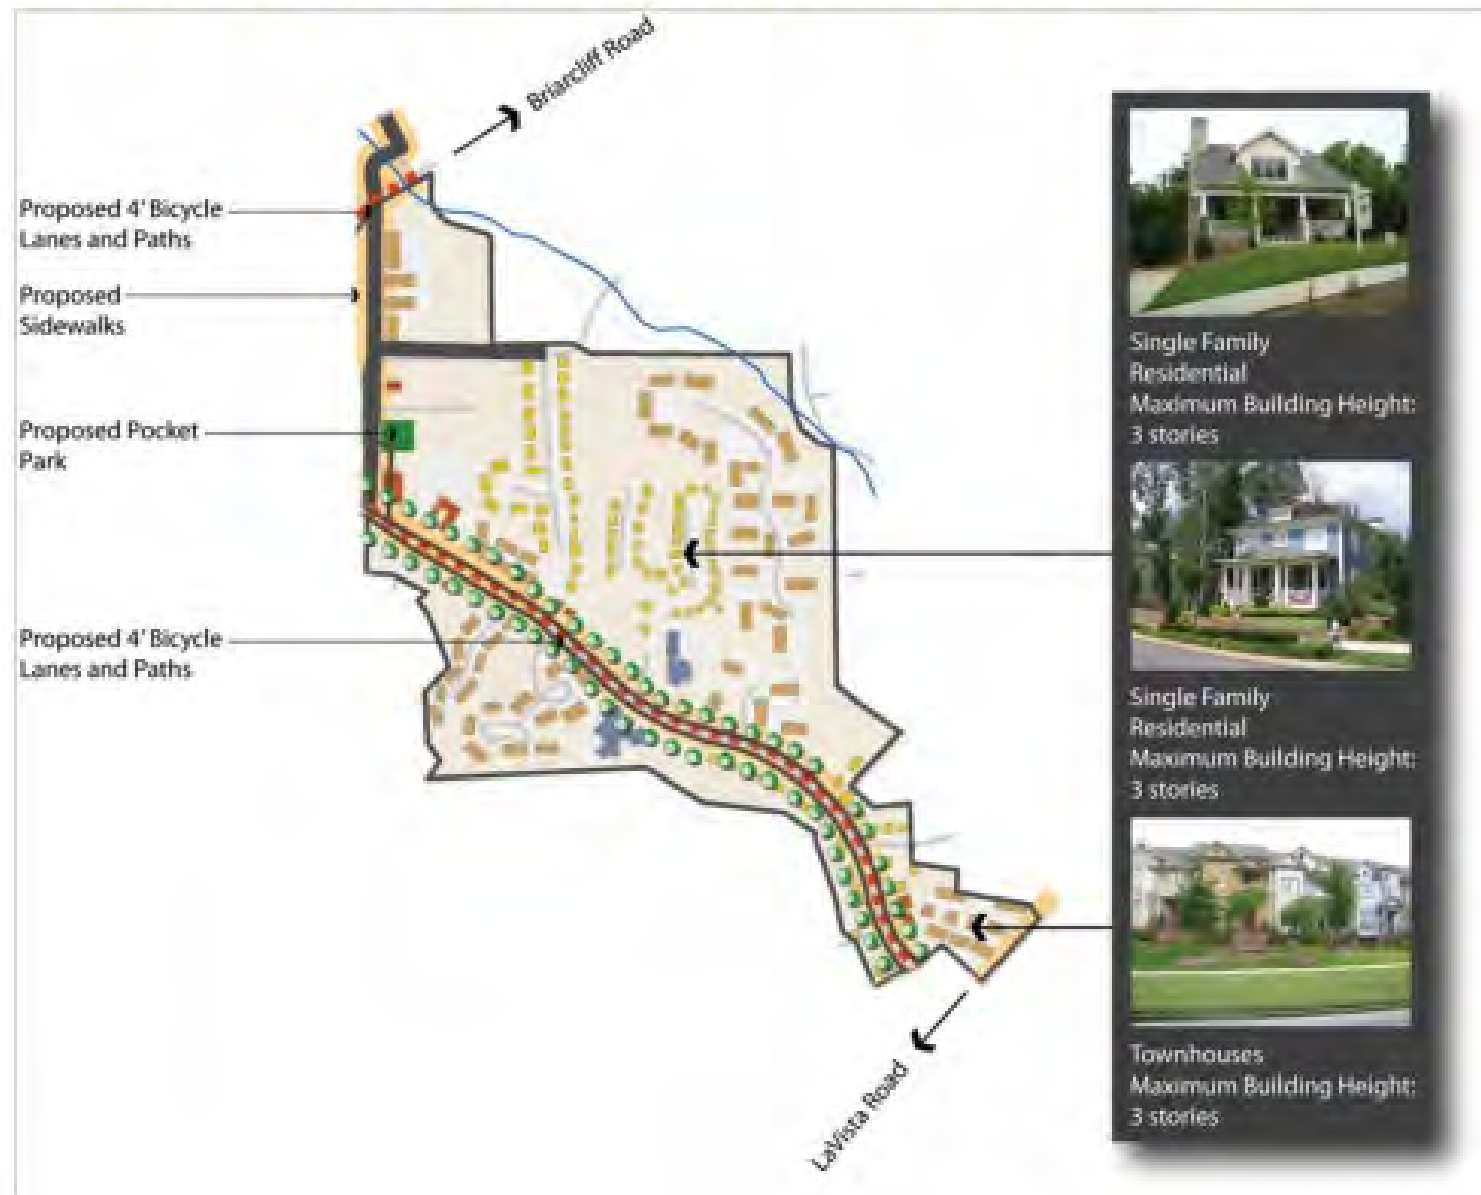 Briarcliff Road
Proposed 4' Bicycle
Lanes and Paths
Proposed
Sidewalks
Proposed Pocket
Park
Proposed 4' Bicycle
Lanes and Paths
LaVista Road
Single Family
Residential
Maximum Building Height:
3 stories
Single Family
Residential
Maximum Building Height:
3 stories
Townhouses
Maximum Building Height:
3 stories